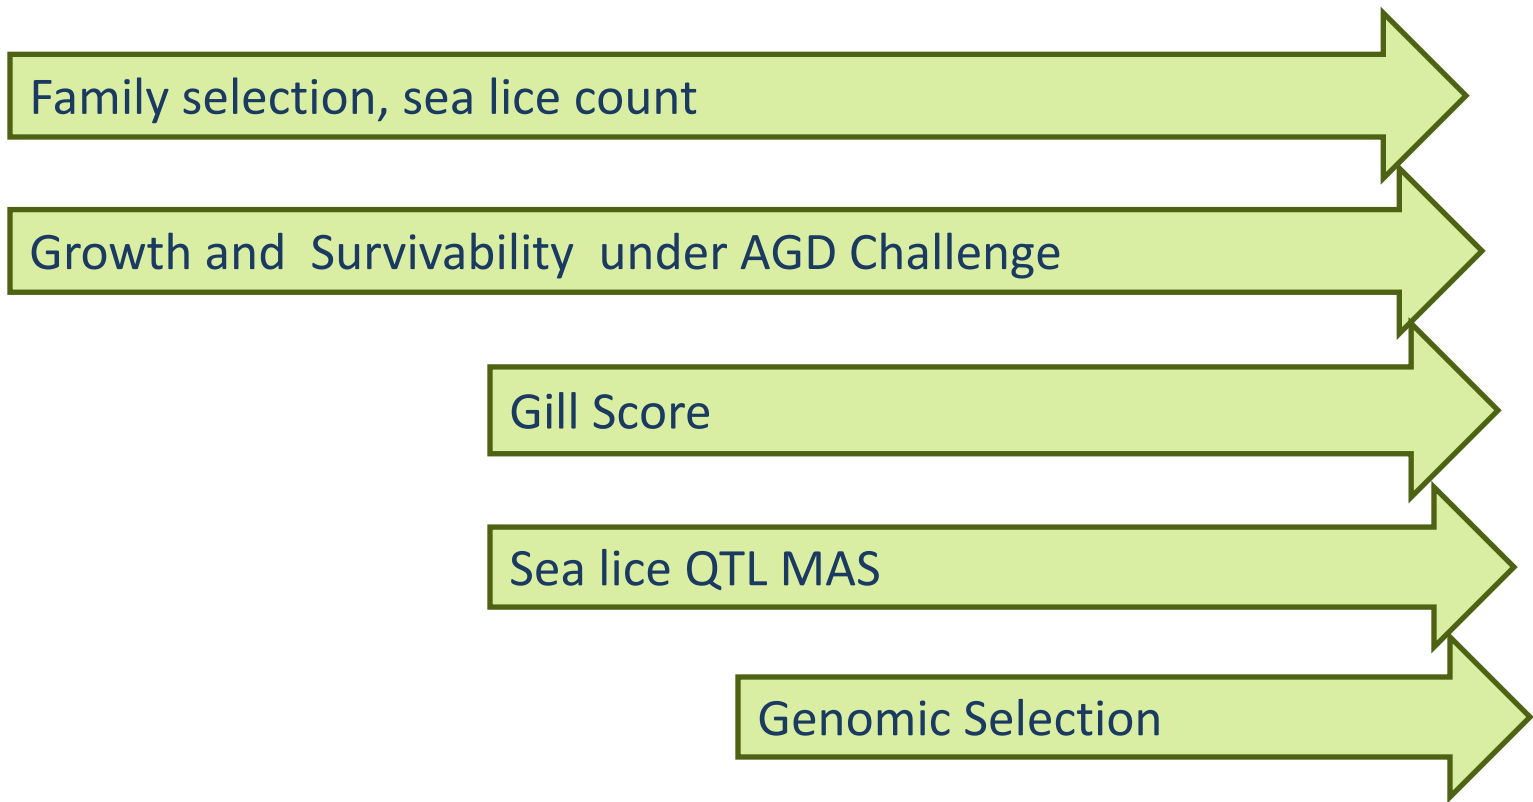 Family selection, sea lice count
Growth and  Survivability  under AGD Challenge
Gill Score
Sea lice QTL MAS
Genomic Selection